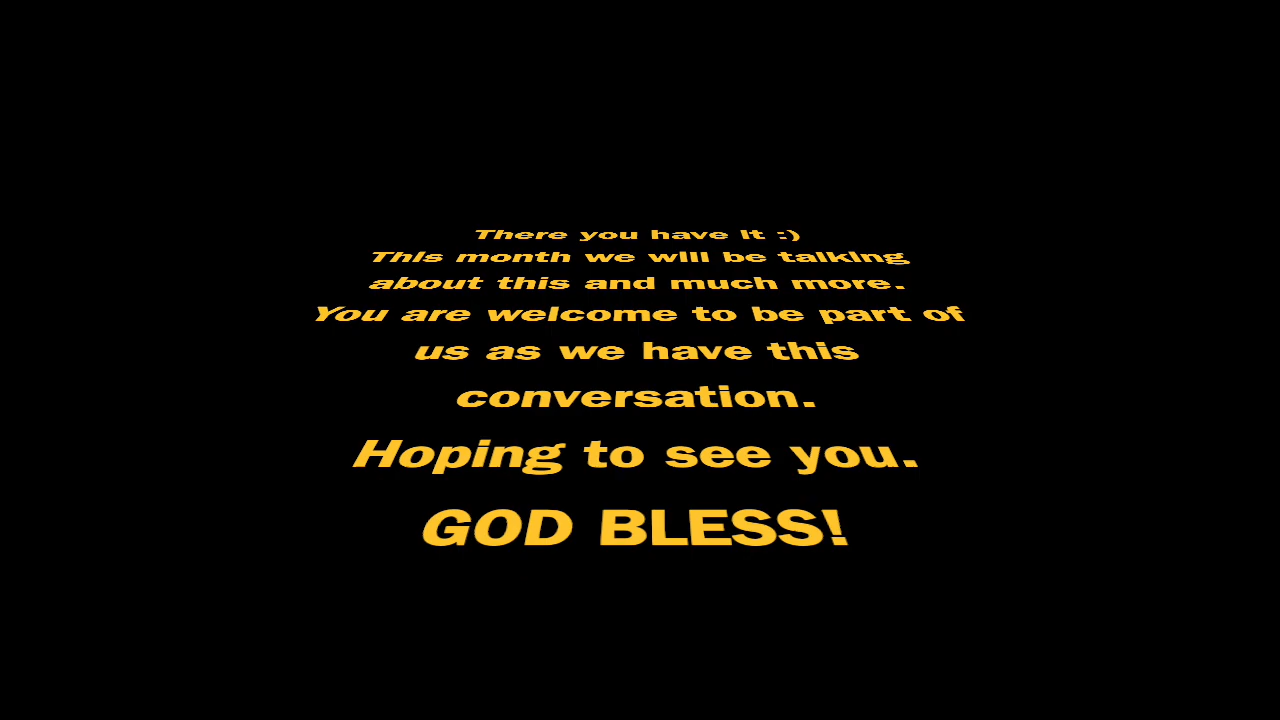 There you have it :)
This month we will be talking
about this and much more.
You are welcome to be part of
us as we have this
conversation.
Hoping to see you.
GOD BLESS!